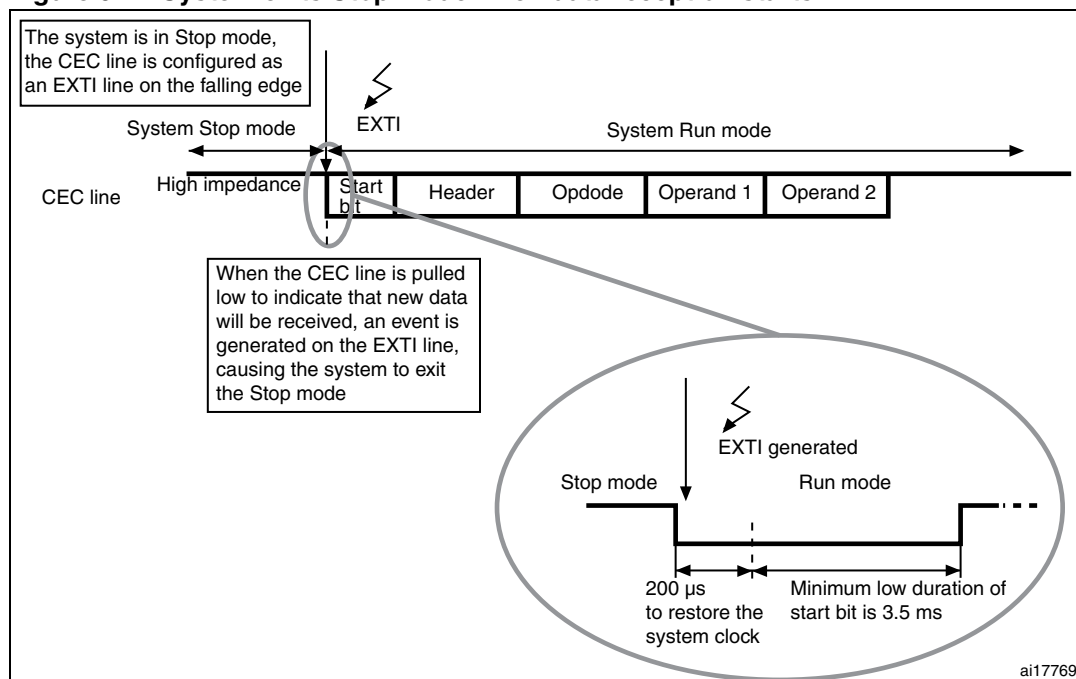 The system is in Stop mode,
the CEC line is configured as
an EXTI line on the falling edge
EXTI
System Stop mode
System Run mode
CEC line
High impedance
Start
bit
Header
Opdode
Operand 1
Operand 2
When the CEC line is pulled
low to indicate that new data
will be received, an event is
generated on the EXTI line,
causing the system to exit
the Stop mode
EXTI generated
Stop mode
Run mode
200 µs
to restore the
system clock
Minimum low duration of
start bit is 3.5 ms
ai17769